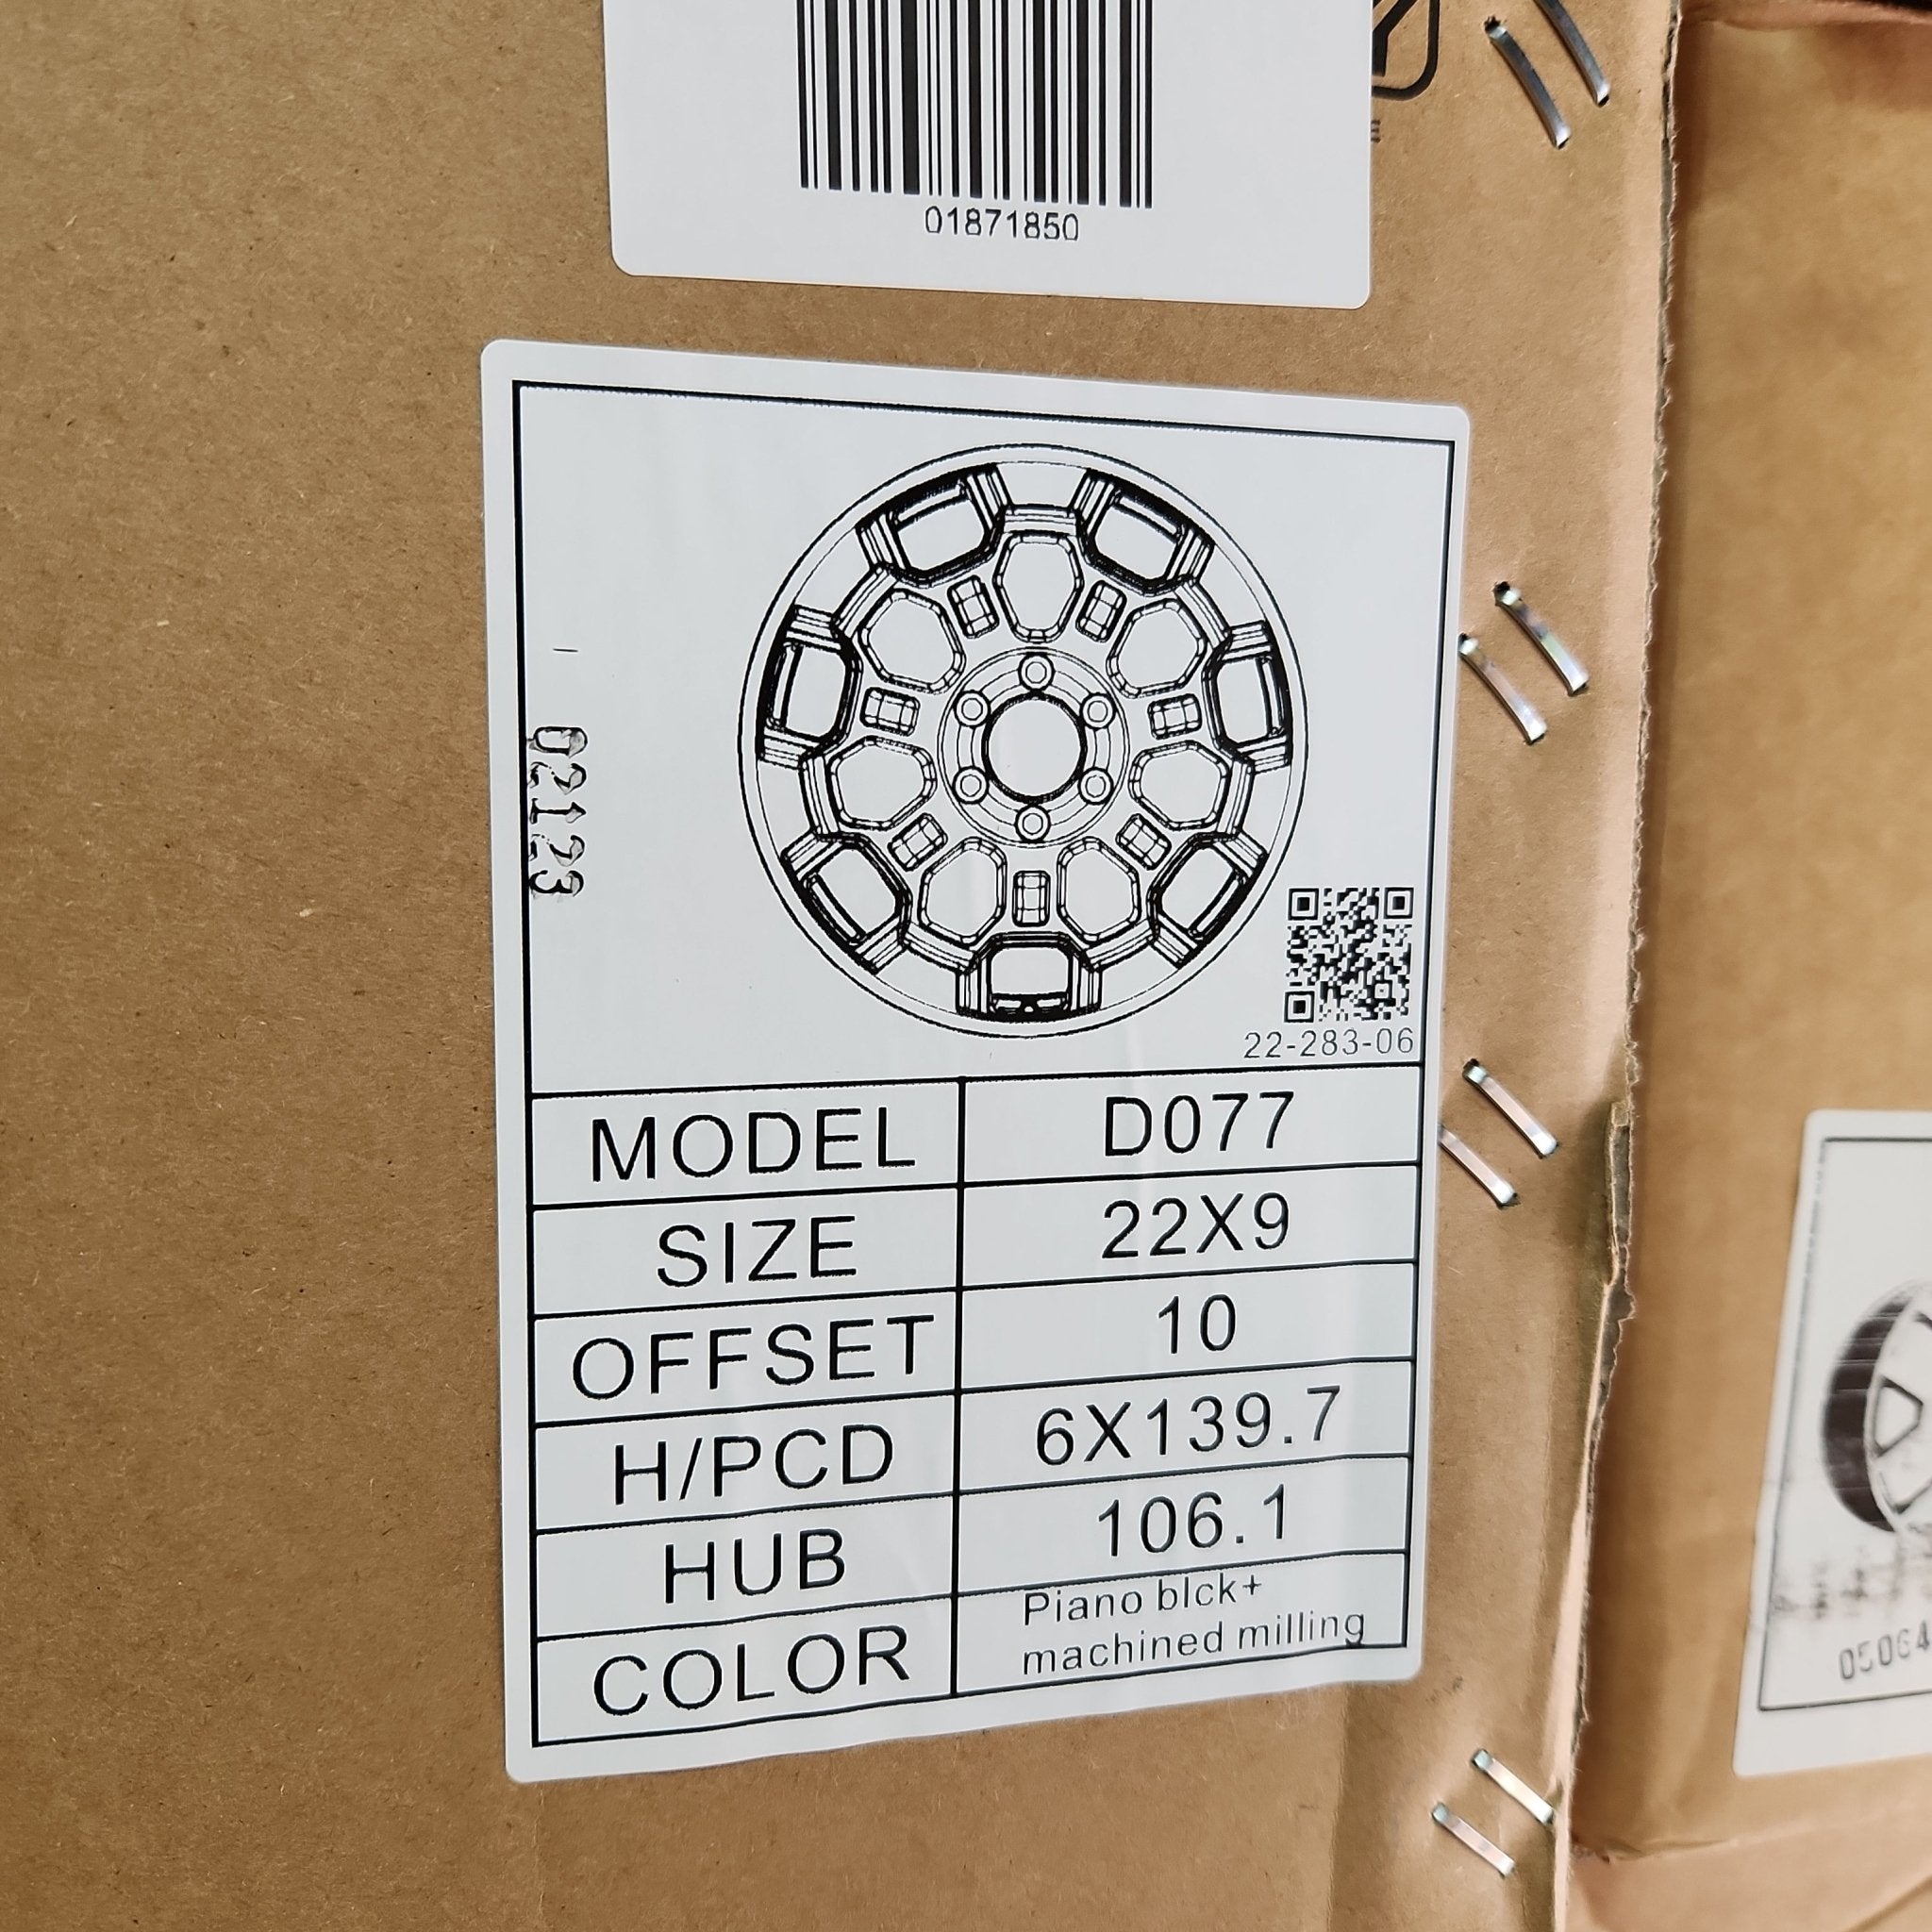 01871850
02123
22-283-06
MODEL D077
SIZE 22X9
OFFSET 10
H/PCD 6X139.7
HUB 106.1
COLOR Piano blck+
machined milling